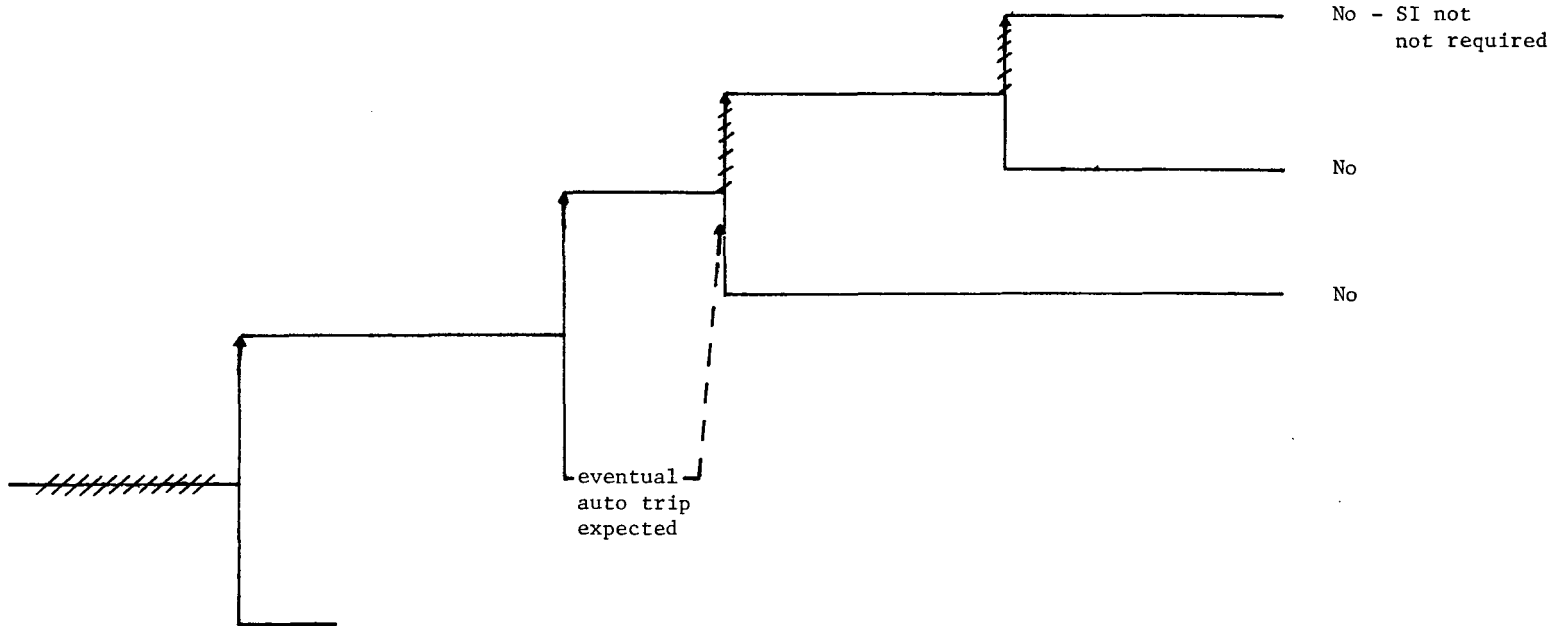 No - SI not
not required
No
No
eventual
auto trip
expected